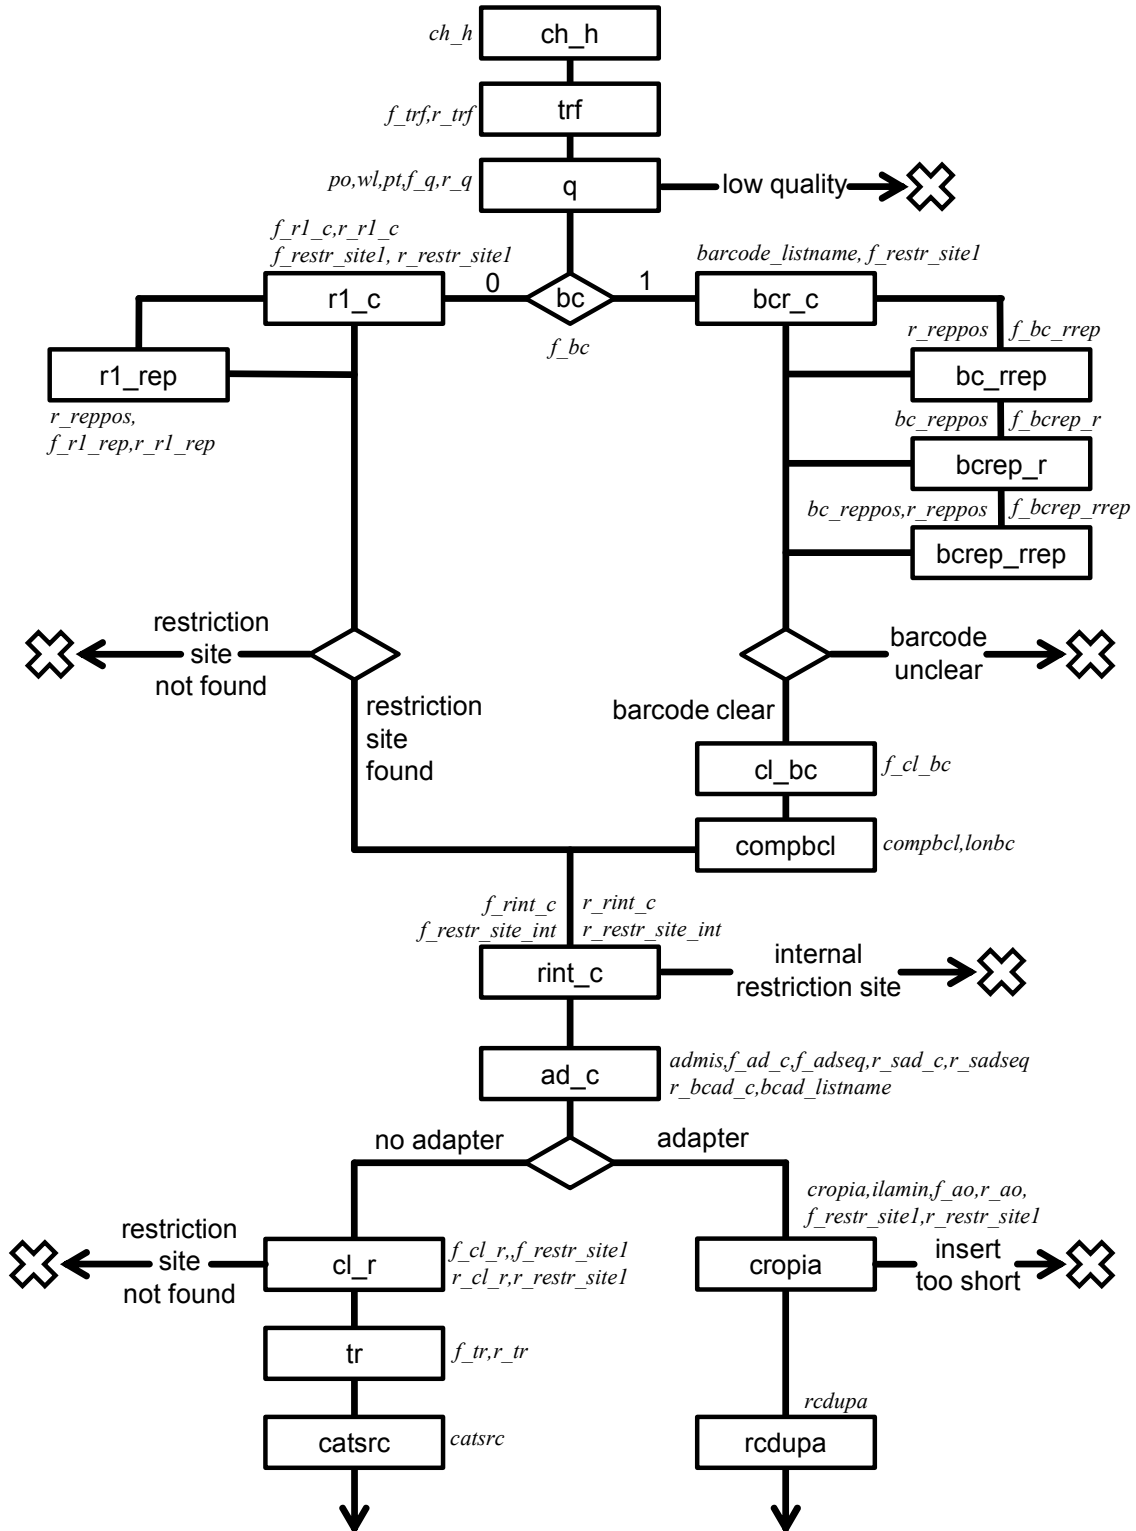 ch_h
ch_h
f_trf,r_trf
trf
po,wl,pt,f_q,r_q
q
low quality
f_r1_c,r_r1_c
f_restr_site1, r_restr_site1
r1_c
0
bc
1
f_bc
barcode_listname, f_restr_site1
bcr_c
r1_rep
r_reppos,
f_r1_rep,r_r1_rep
r_reppos
f_bc_rrep
bc_rrep
bc_reppos
f_bcrep_r
bcrep_r
bc_reppos,r_reppos
f_bcrep_rrep
bcrep_rrep
restriction
site
not found
restriction
site
found
barcode
unclear
barcode clear
cl_bc
f_cl_bc
compbcl
compbcl,lonbc
f_rint_c
f_restr_site_int
r_rint_c
r_restr_site_int
rint_c
internal
restriction site
ad_c
admis,f_ad_c,f_adseq,r_sad_c,r_sadseq
r_bcad_c,bcad_listname
no adapter
adapter
restriction
site
not found
cl_r
f_cl_r,,f_restr_site1
r_cl_r,r_restr_site1
cropia,ilamin,f_ao,r_ao,
f_restr_site1,r_restr_site1
cropia
insert
too short
tr
f_tr,r_tr
catsrc
catsrc
rcdupa
rcdupa